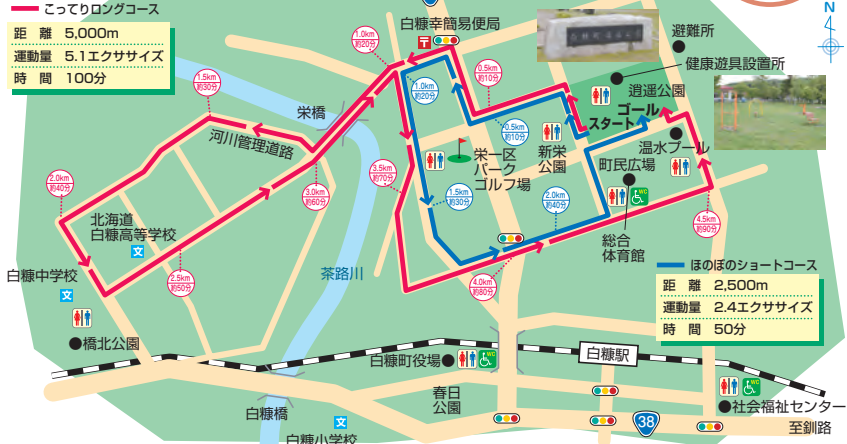 こってりロングコース
距離 5,000m
運動量 5.1エクササイズ
時間 100分
白糠幸簡易便局
避難所
健康遊具設置所
逍遥公園
ゴール
スタート
温水プール
栄橋
河川管理道路
1.0km
約20分
0.5km
約10分
1.0km
約20分
0.5km
約10分
1.5km
約30分
2.0km
約40分
3.0km
約60分
3.5km
約70分
1.5km
約30分
2.0km
約40分
2.5km
約50分
4.0km
約80分
4.5km
約90分
栄一区
パーク
ゴルフ場
新栄
公園
町民広場
WC
総合
体育館
北海道
白糠高等学校
文
白糠中学校
文
橋北公園
茶路川
ほのぼのショートコース
距離 2,500m
運動量 2.4エクササイズ
時間 50分
白糠町役場
WC
白糠駅
春日
公園
WC
社会福祉センター
白糠橋
文
白糠小学校
38
至釧路
N